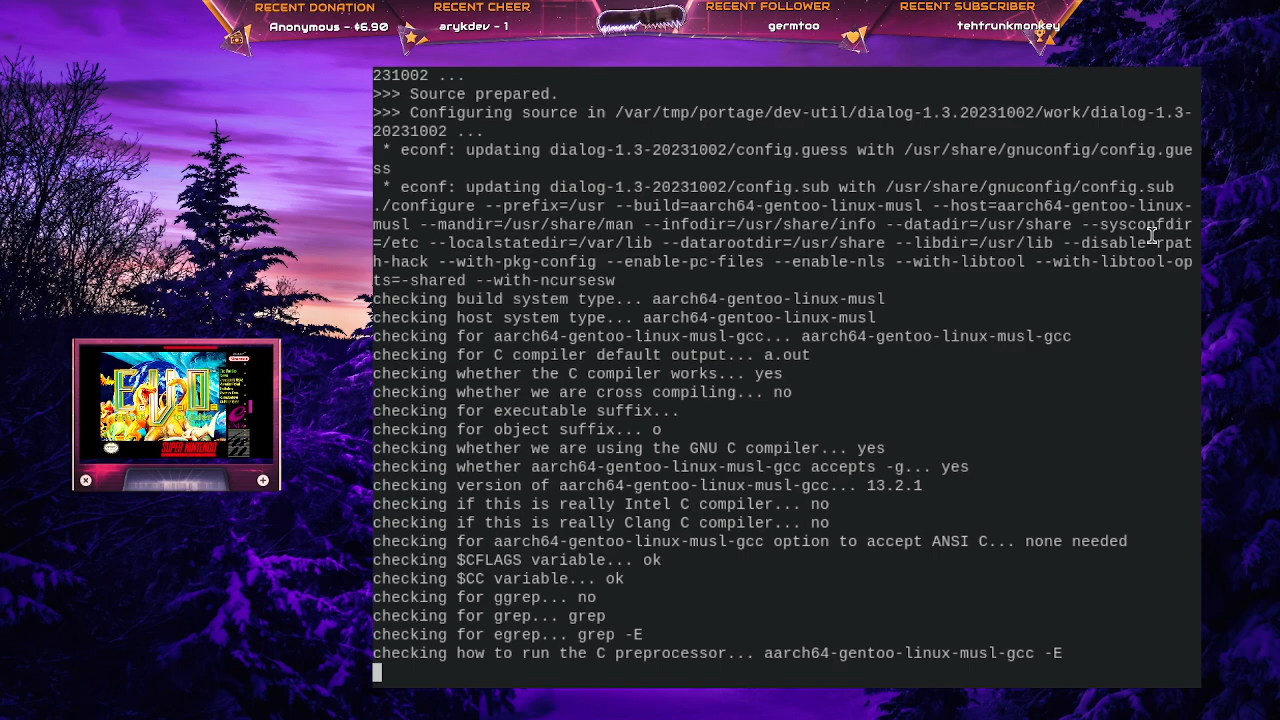 RECENT DONATION
Anonymous - $6.90
RECENT CHEER
arykdev - 1
RECENT FOLLOWER
germtoo
RECENT SUBSCRIBER
tehtrunkmonkey
231002 ...
>>> Source prepared.
>>> Configuring source in /var/tmp/portage/dev-util/dialog-1.3.20231002/work/dialog-1.3-
20231002 ...
 * econf: updating dialog-1.3-20231002/config.guess with /usr/share/gnuconfig/config.gue
ss
 * econf: updating dialog-1.3-20231002/config.sub with /usr/share/gnuconfig/config.sub
./configure --prefix=/usr --build=aarch64-gentoo-linux-musl --host=aarch64-gentoo-linux-
musl --mandir=/usr/share/man --infodir=/usr/share/info --datadir=/usr/share --sysconfdir
=/etc --localstatedir=/var/lib --datarootdir=/usr/share --libdir=/usr/lib --disable-rpat
h-hack --with-pkg-config --enable-pc-files --enable-nls --with-libtool --with-libtool-op
ts=-shared --with-ncursesw
checking build system type... aarch64-gentoo-linux-musl
checking host system type... aarch64-gentoo-linux-musl
checking for aarch64-gentoo-linux-musl-gcc... aarch64-gentoo-linux-musl-gcc
checking for C compiler default output... a.out
checking whether the C compiler works... yes
checking whether we are cross compiling... no
checking for executable suffix...
checking for object suffix... o
checking whether we are using the GNU C compiler... yes
checking whether aarch64-gentoo-linux-musl-gcc accepts -g... yes
checking version of aarch64-gentoo-linux-musl-gcc... 13.2.1
checking if this is really Intel C compiler... no
checking if this is really Clang C compiler... no
checking for aarch64-gentoo-linux-musl-gcc option to accept ANSI C... none needed
checking $CFLAGS variable... ok
checking $CC variable... ok
checking for ggrep... no
checking for grep... grep
checking for egrep... grep -E
checking how to run the C preprocessor... aarch64-gentoo-linux-musl-gcc -E
SUPER NINTENDO